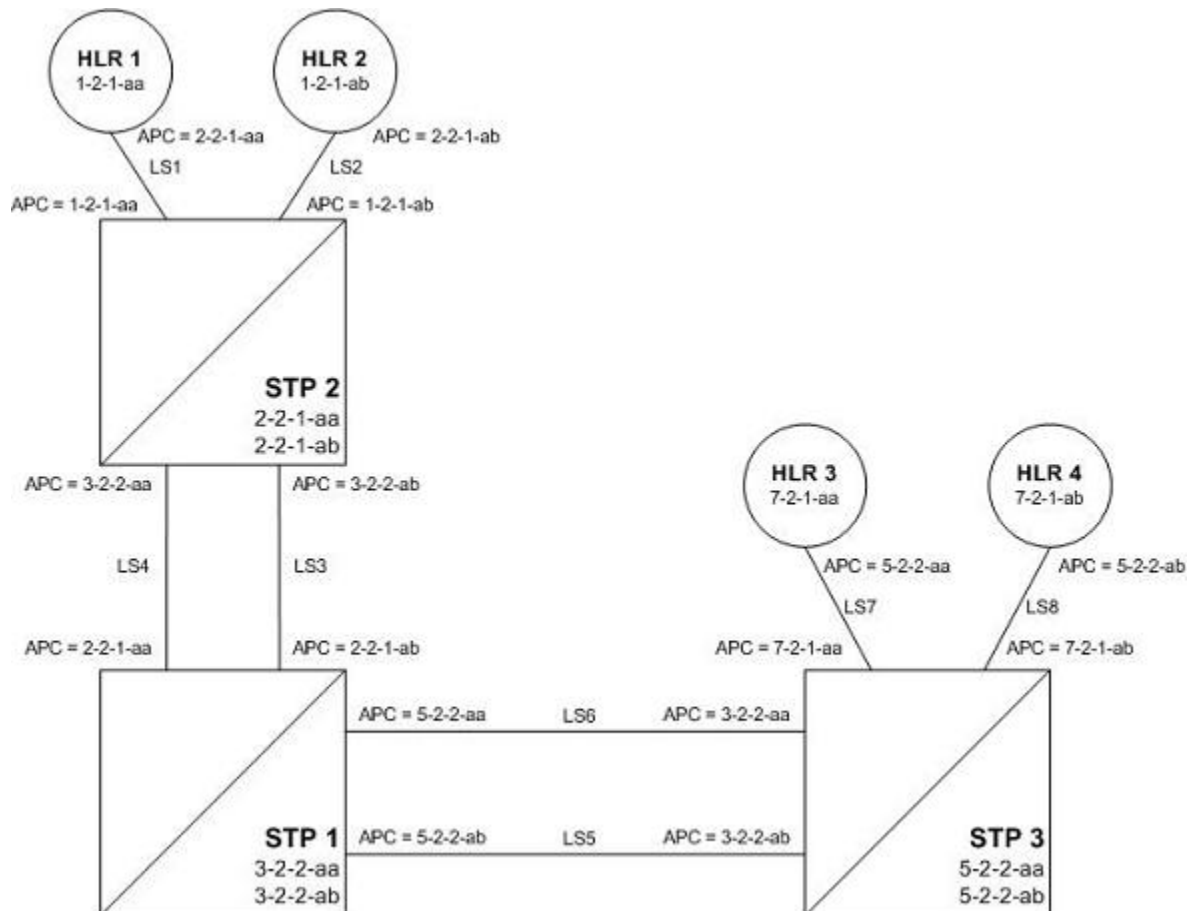 HLR 1
1-2-1-aa
HLR 2
1-2-1-ab
APC = 2-2-1-aa
APC = 2-2-1-ab
LS1
LS2
APC = 1-2-1-aa
APC = 1-2-1-ab
STP 2
2-2-1-aa
2-2-1-ab
APC = 3-2-2-aa
APC = 3-2-2-ab
LS4
LS3
APC = 2-2-1-aa
APC = 2-2-1-ab
HLR 3
7-2-1-aa
HLR 4
7-2-1-ab
APC = 5-2-2-aa
APC = 5-2-2-ab
LS7
LS8
APC = 7-2-1-aa
APC = 7-2-1-ab
APC = 5-2-2-aa
LS6
APC = 3-2-2-aa
STP 1
3-2-2-aa
3-2-2-ab
APC = 5-2-2-ab
LS5
APC = 3-2-2-ab
STP 3
5-2-2-aa
5-2-2-ab